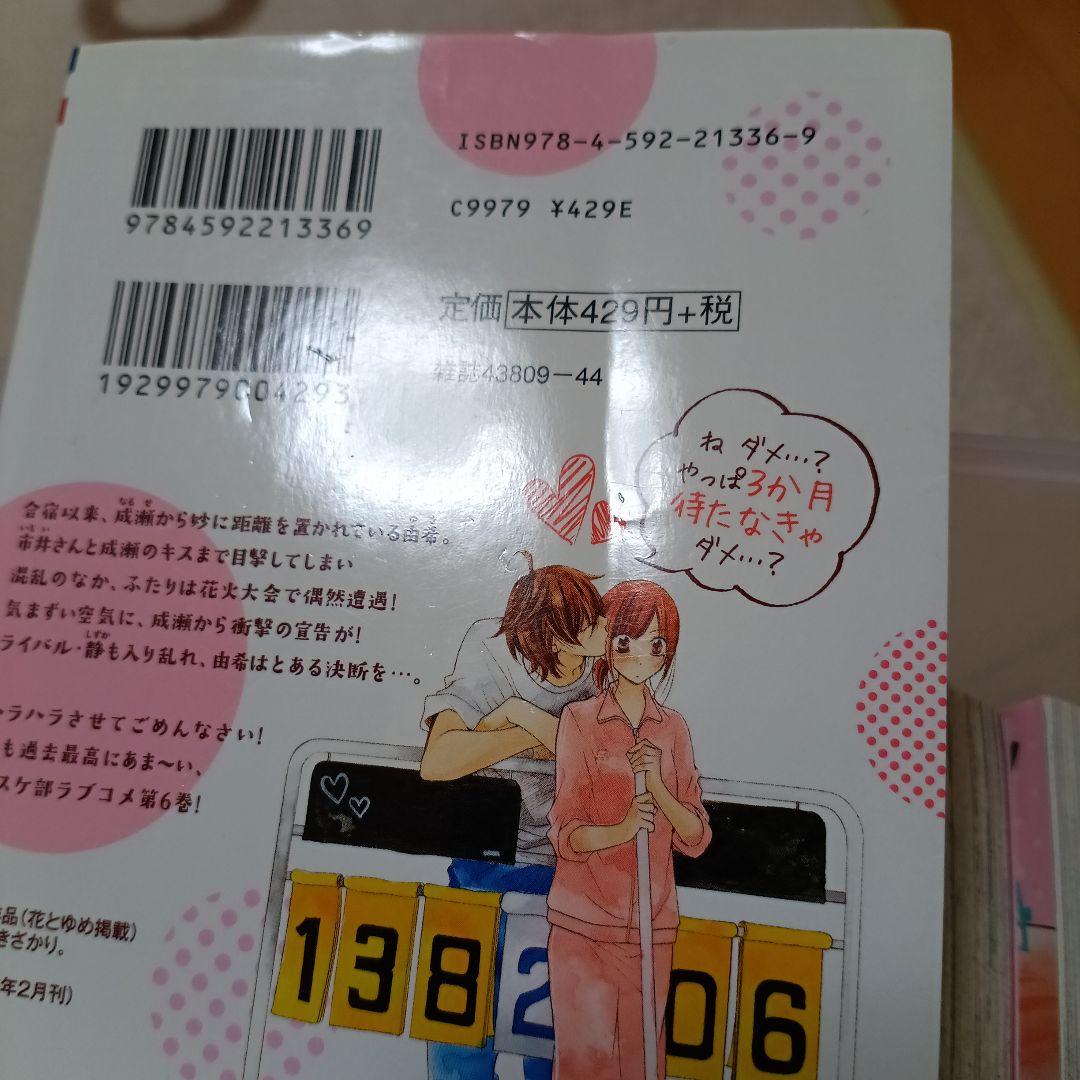 ISBN978-4-592-21336-9
9784592213369
C9979 ¥429E
定価 本体429円+税
1929979004293
雑誌43809-44
ね ダメ…?
やっぱ3か月
待たなきゃ
ダメ…?
合宿以来、成瀬から妙に距離を置かれている由希。
市井さんと成瀬のキスまで目撃してしまい
混乱のなか、ふたりは花火大会で偶然遭遇!
気まずい空気に、成瀬から衝撃の宣告が!
ライバル・静も入り乱れ、由希はとある決断を…。
ラハラさせてごめんなさい!
も過去最高にあま〜い、
スケ部ラブコメ第6巻!
品(花とゆめ掲載)
きざかり。
年2月刊)
138 2 06